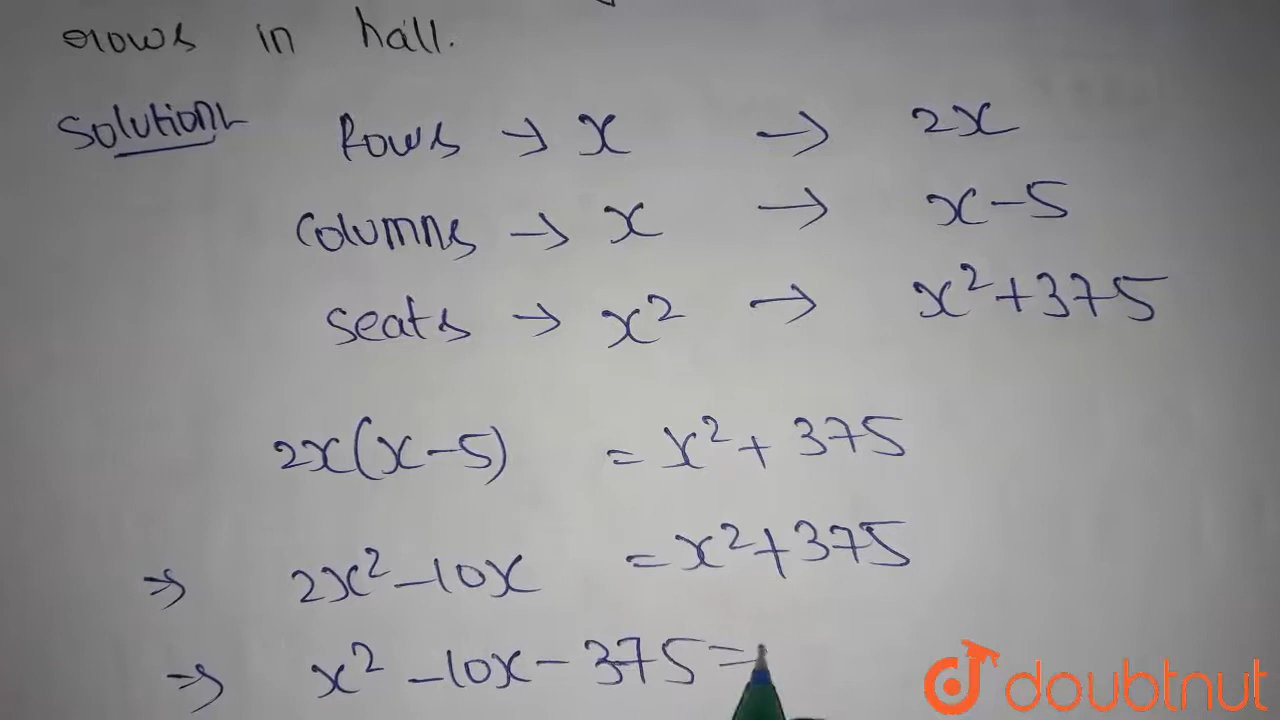 rows in hall.
Solution
Rows → x → 2x
Columns → x → x-5
Seats → x² → x²+375
2x(x-5) = x²+375
⇒ 2x²-10x = x²+375
⇒ x²-10x-375=
doubtnut